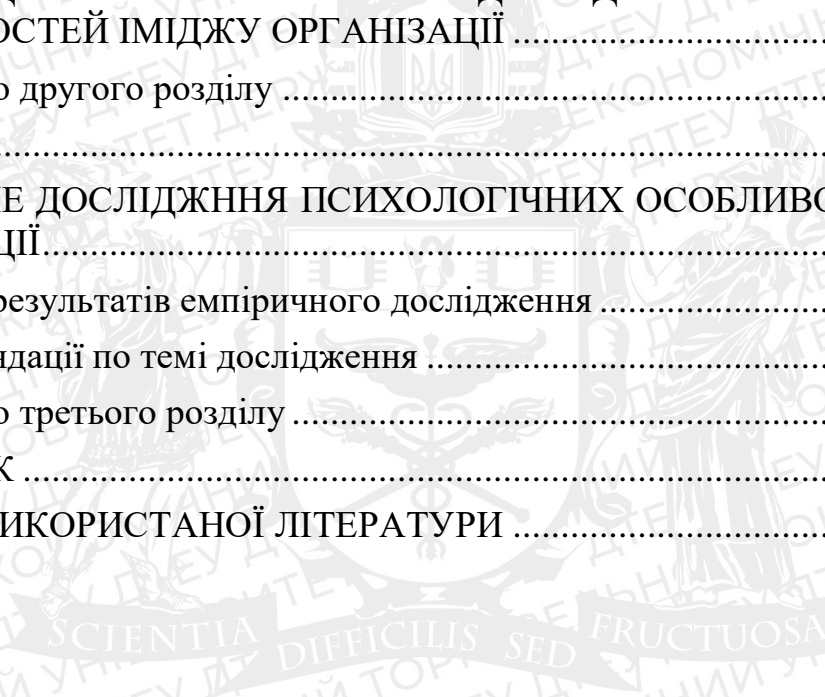 ОСТЕЙ ІМІДЖУ ОРГАНІЗАЦІЇ
о другого розділу
Е ДОСЛІДЖННЯ ПСИХОЛОГІЧНИХ ОСОБЛИВО
ЦІЇ
результатів емпіричного дослідження
ндації по темі дослідження
о третього розділу
К
ВИКОРИСТАНОЇ ЛІТЕРАТУРИ
SCIENTIA DIFFICILIS SED FRUCTUOSA